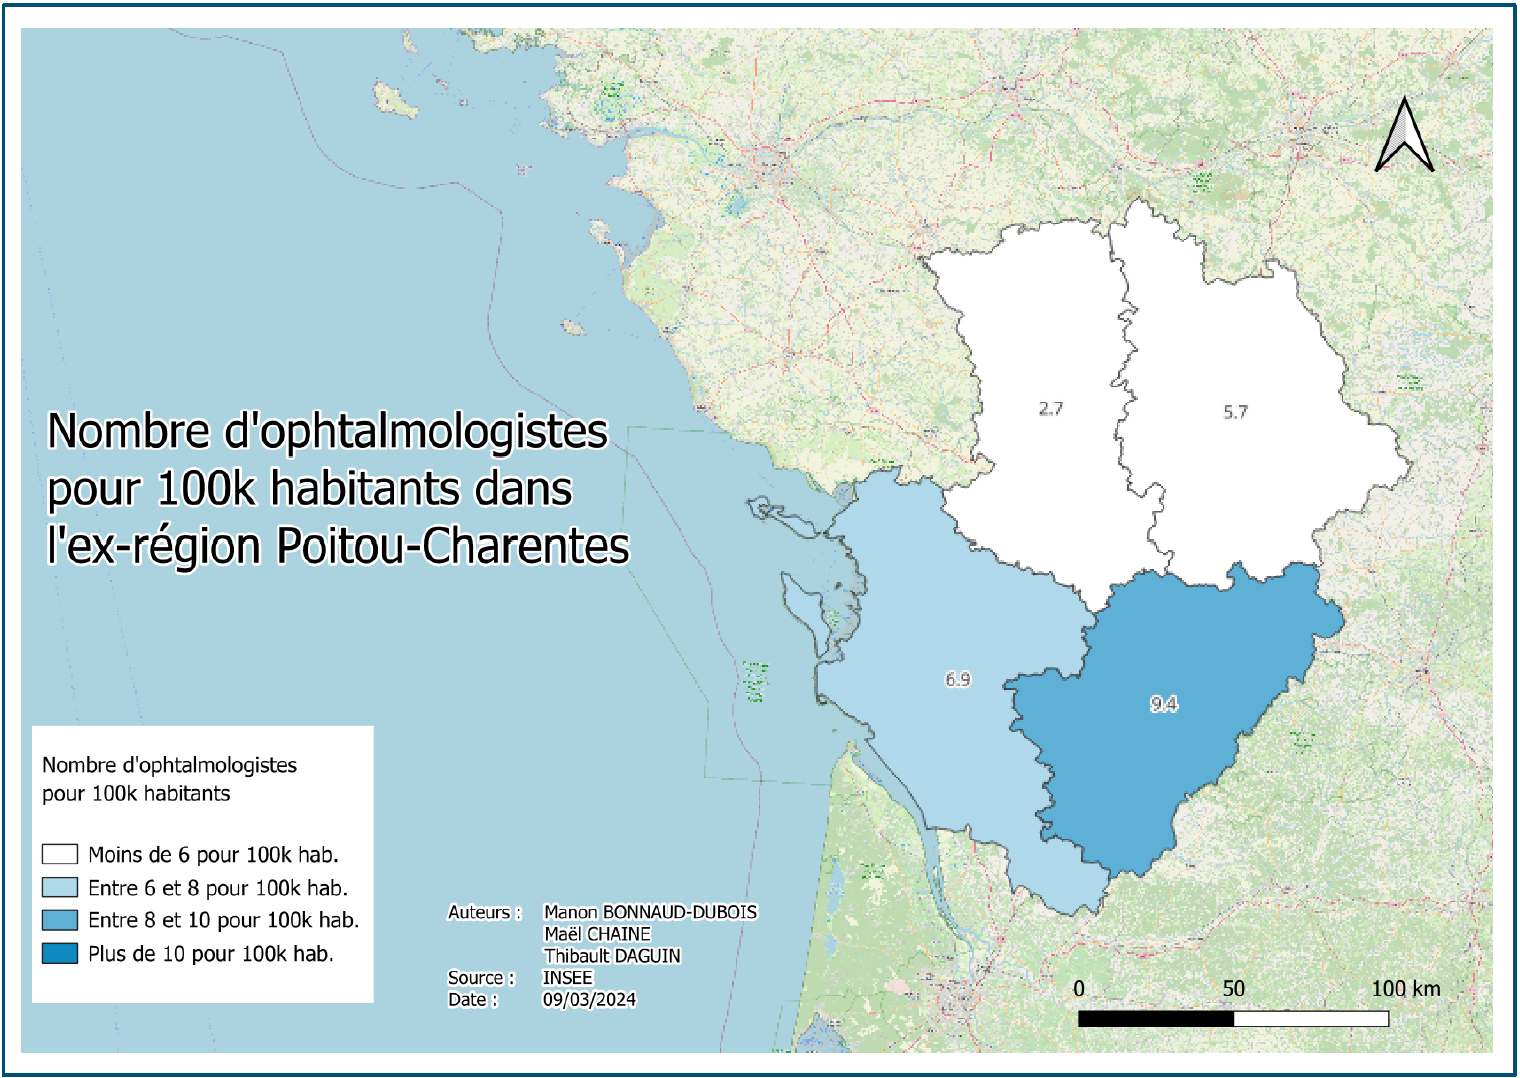 Nombre d'ophtalmologistes
pour 100k habitants dans
l'ex-région Poitou-Charentes
2.7
5.7
6.9
9.4
Nombre d'ophtalmologistes
pour 100k habitants
Moins de 6 pour 100k hab.
Entre 6 et 8 pour 100k hab.
Entre 8 et 10 pour 100k hab.
Plus de 10 pour 100k hab.
Auteurs : Manon BONNAUD-DUBOIS
Maël CHAINE
Thibault DAGUIN
Source : INSEE
Date : 09/03/2024
0 50 100 km